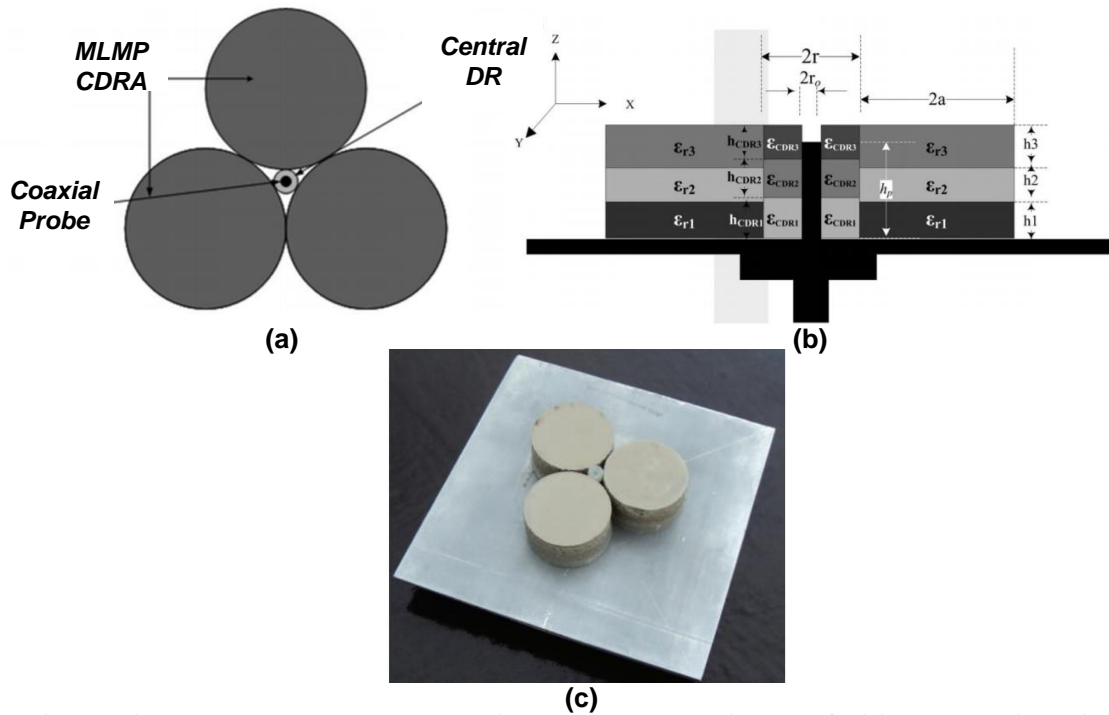 MLMP
CDRA
Coaxial
Probe
Central
DR
(a)
Z
X
Y
2r
2rₒ
2a
hCDR3
hCDR2
hCDR1
εCDR3
εCDR3
εCDR2
εCDR2
εCDR1
εCDR1
εr3
εr3
εr2
εr2
εr1
εr1
hp
h3
h2
h1
(b)
(c)